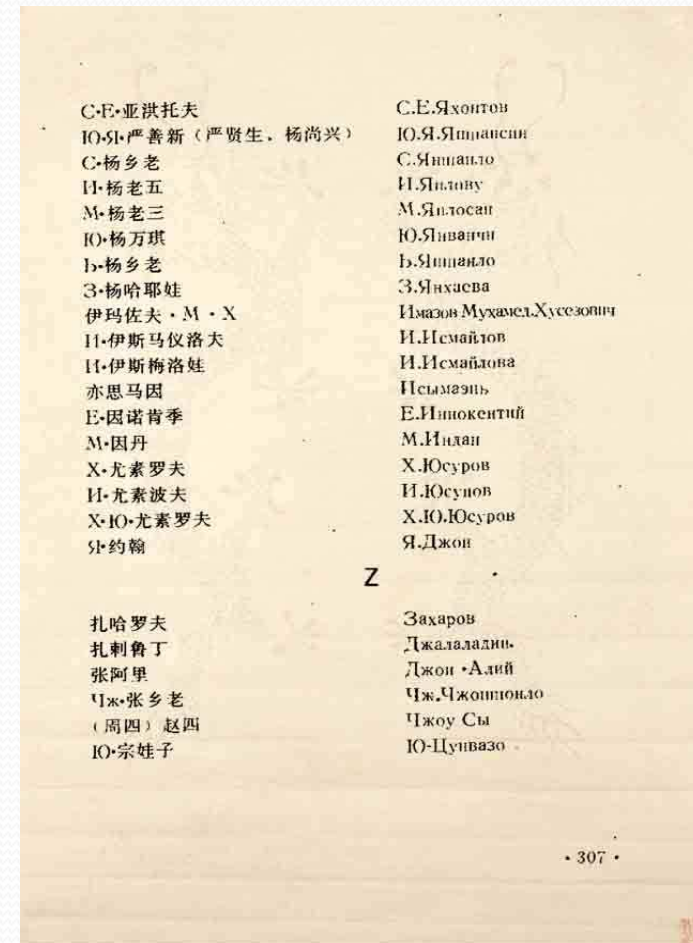 С·Е·亚洪托夫 С.Е.Яхонтов
Ю·Я·严善新（严贤生、杨尚兴） Ю.Я.Яншансин
С·杨乡老 С.Яншанло
И·杨老五 И.Янлову
М·杨老三 М.Янлосан
Ю·杨万琪 Ю.Янванчи
Ь·杨乡老 Ь.Яншанло
З·杨哈耶娃 З.Янхаева
伊玛佐夫·М·Х Имазов Мухамед.Хусезович
И·伊斯马仪洛夫 И.Исмайлов
И·伊斯梅洛娃 И.Исмайлова
亦思马因 Исымаэнь
Е·因诺肯季 Е.Иннокентий
М·因丹 М.Индан
Х·尤素罗夫 Х.Юсуров
И·尤素波夫 И.Юсупов
Х·Ю·尤素罗夫 Х.Ю.Юсуров
Я·约翰 Я.Джон
Z
扎哈罗夫 Захаров
扎剌鲁丁 Джалаладин.
张阿里 Джон·Алий
Чж·张乡老 Чж.Чжоншонло
（周四）赵四 Чжоу Сы
Ю·宗娃子 Ю-Цунвазо
·307·